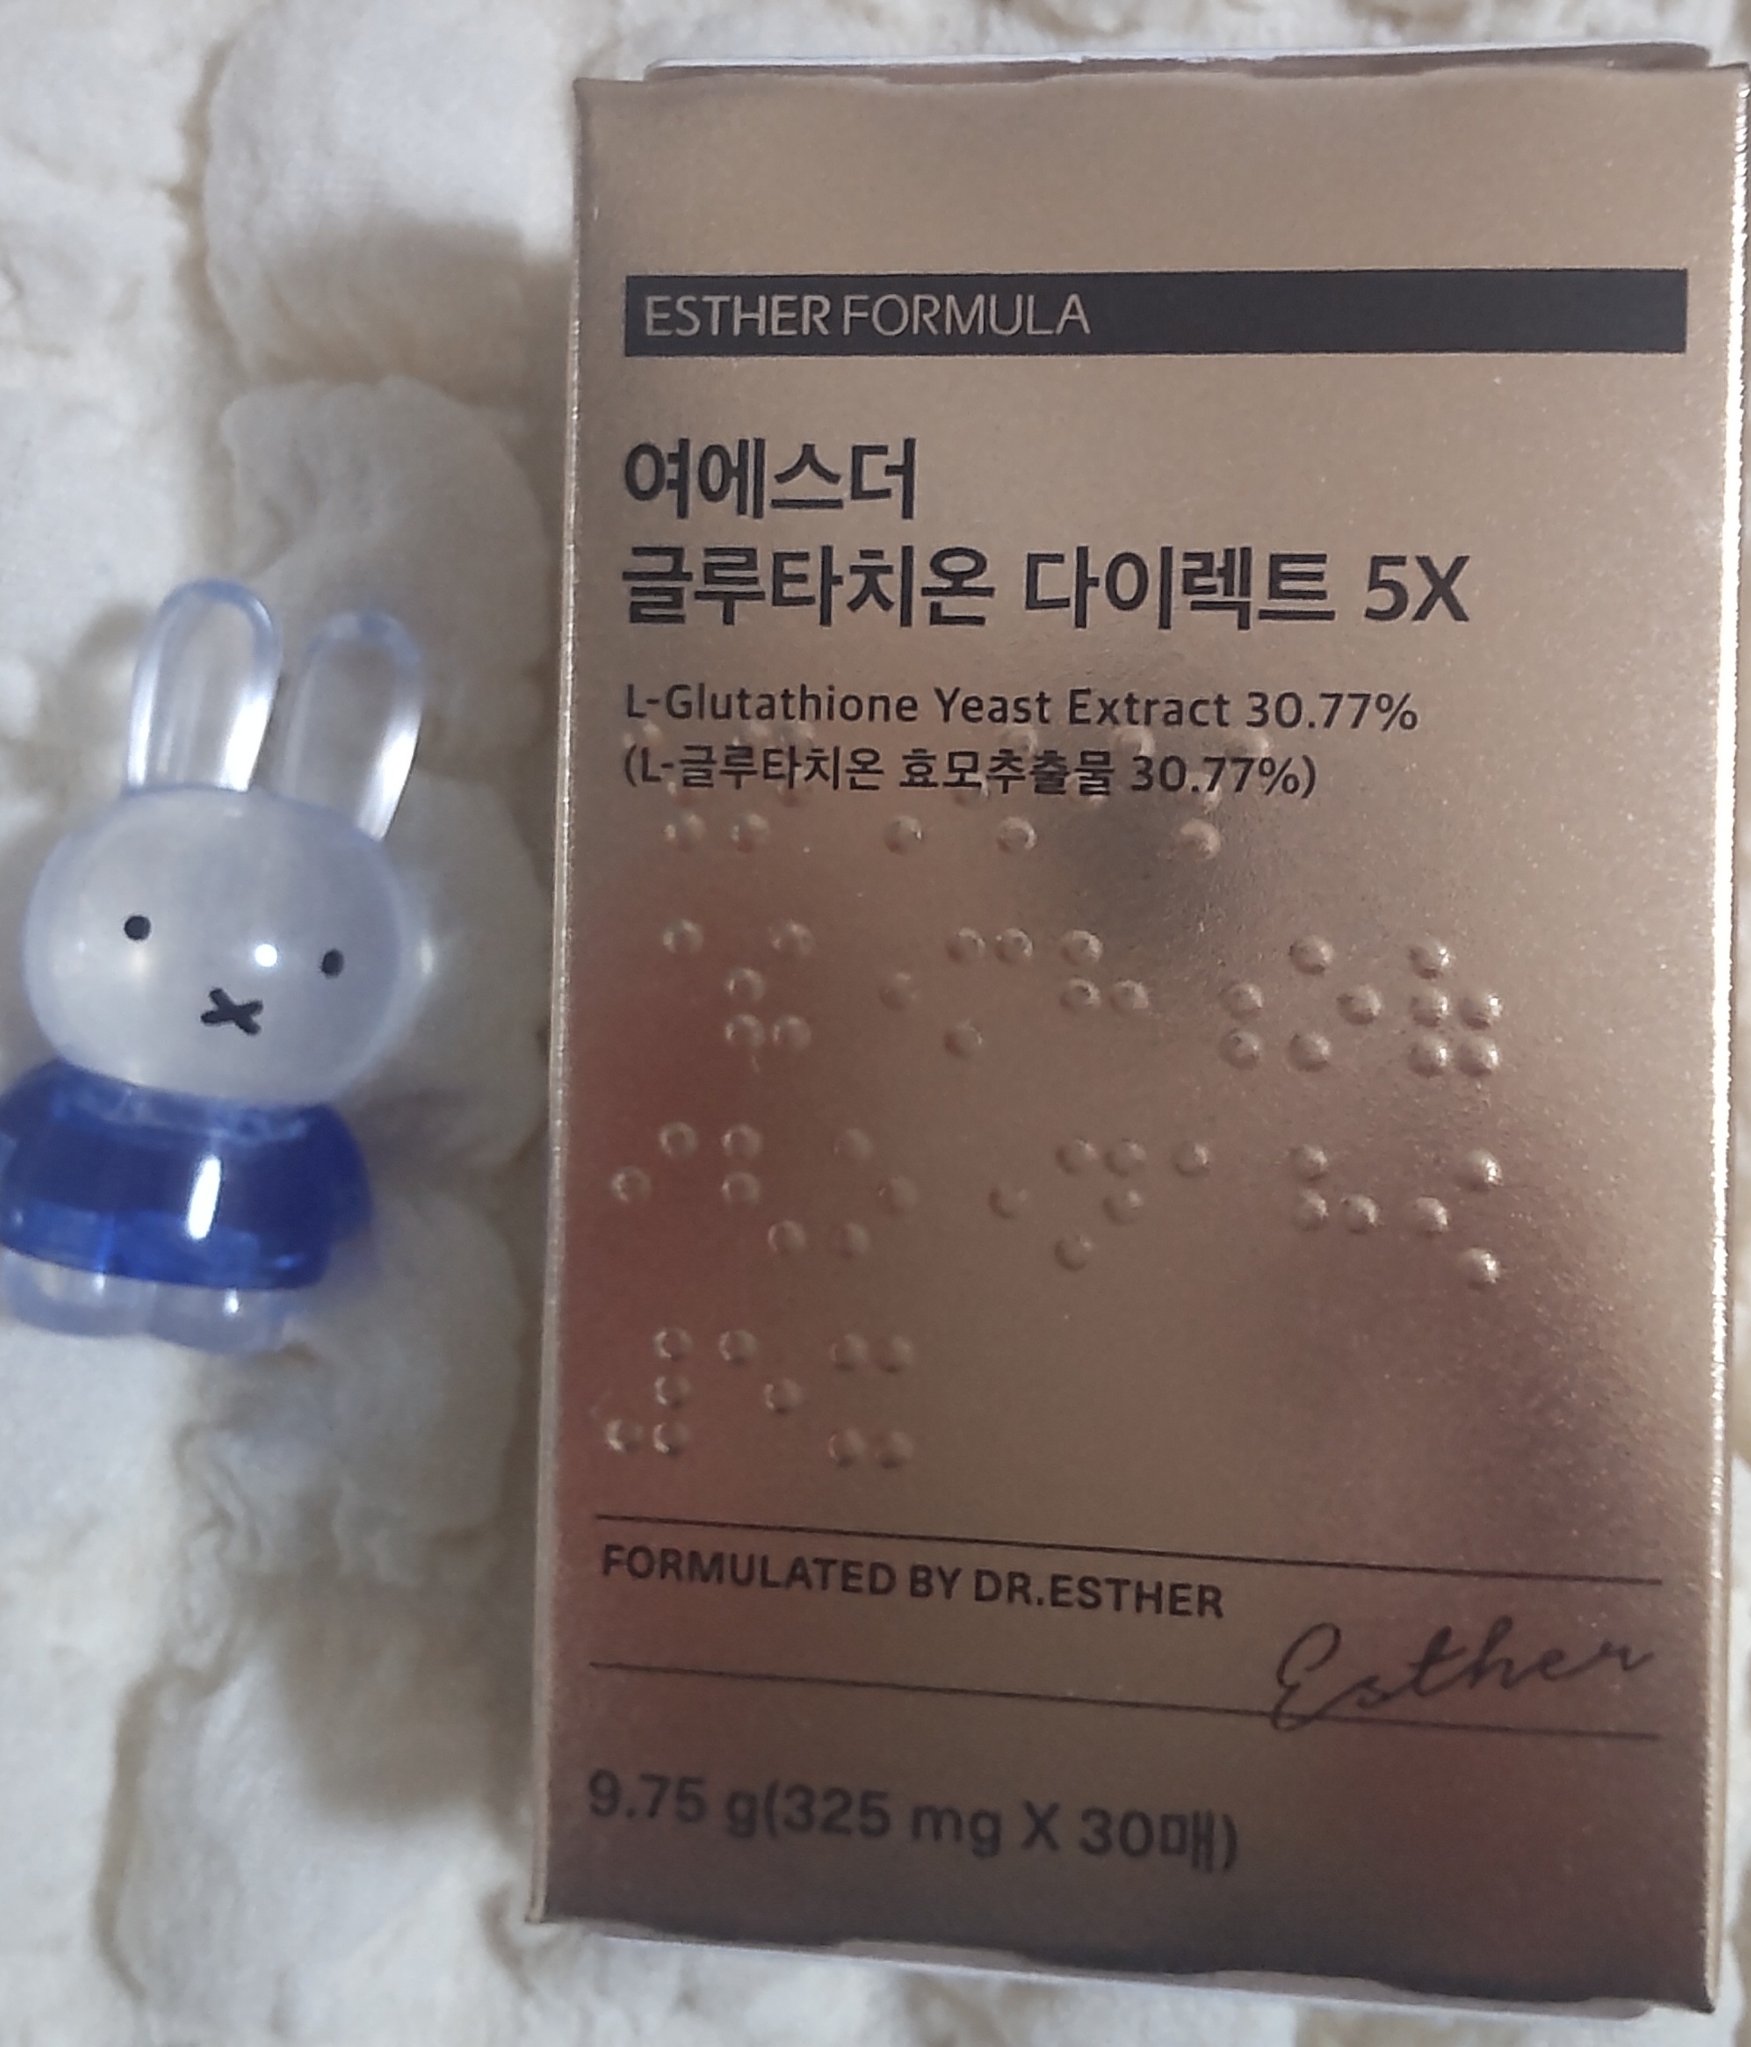 ESTHER FORMULA
여에스더
글루타치온 다이렉트 5X
L-Glutathione Yeast Extract 30.77%
(L-글루타치온 효모추출물 30.77%)
FORMULATED BY DR.ESTHER
Esther
9.75 g(325 mg X 30매)